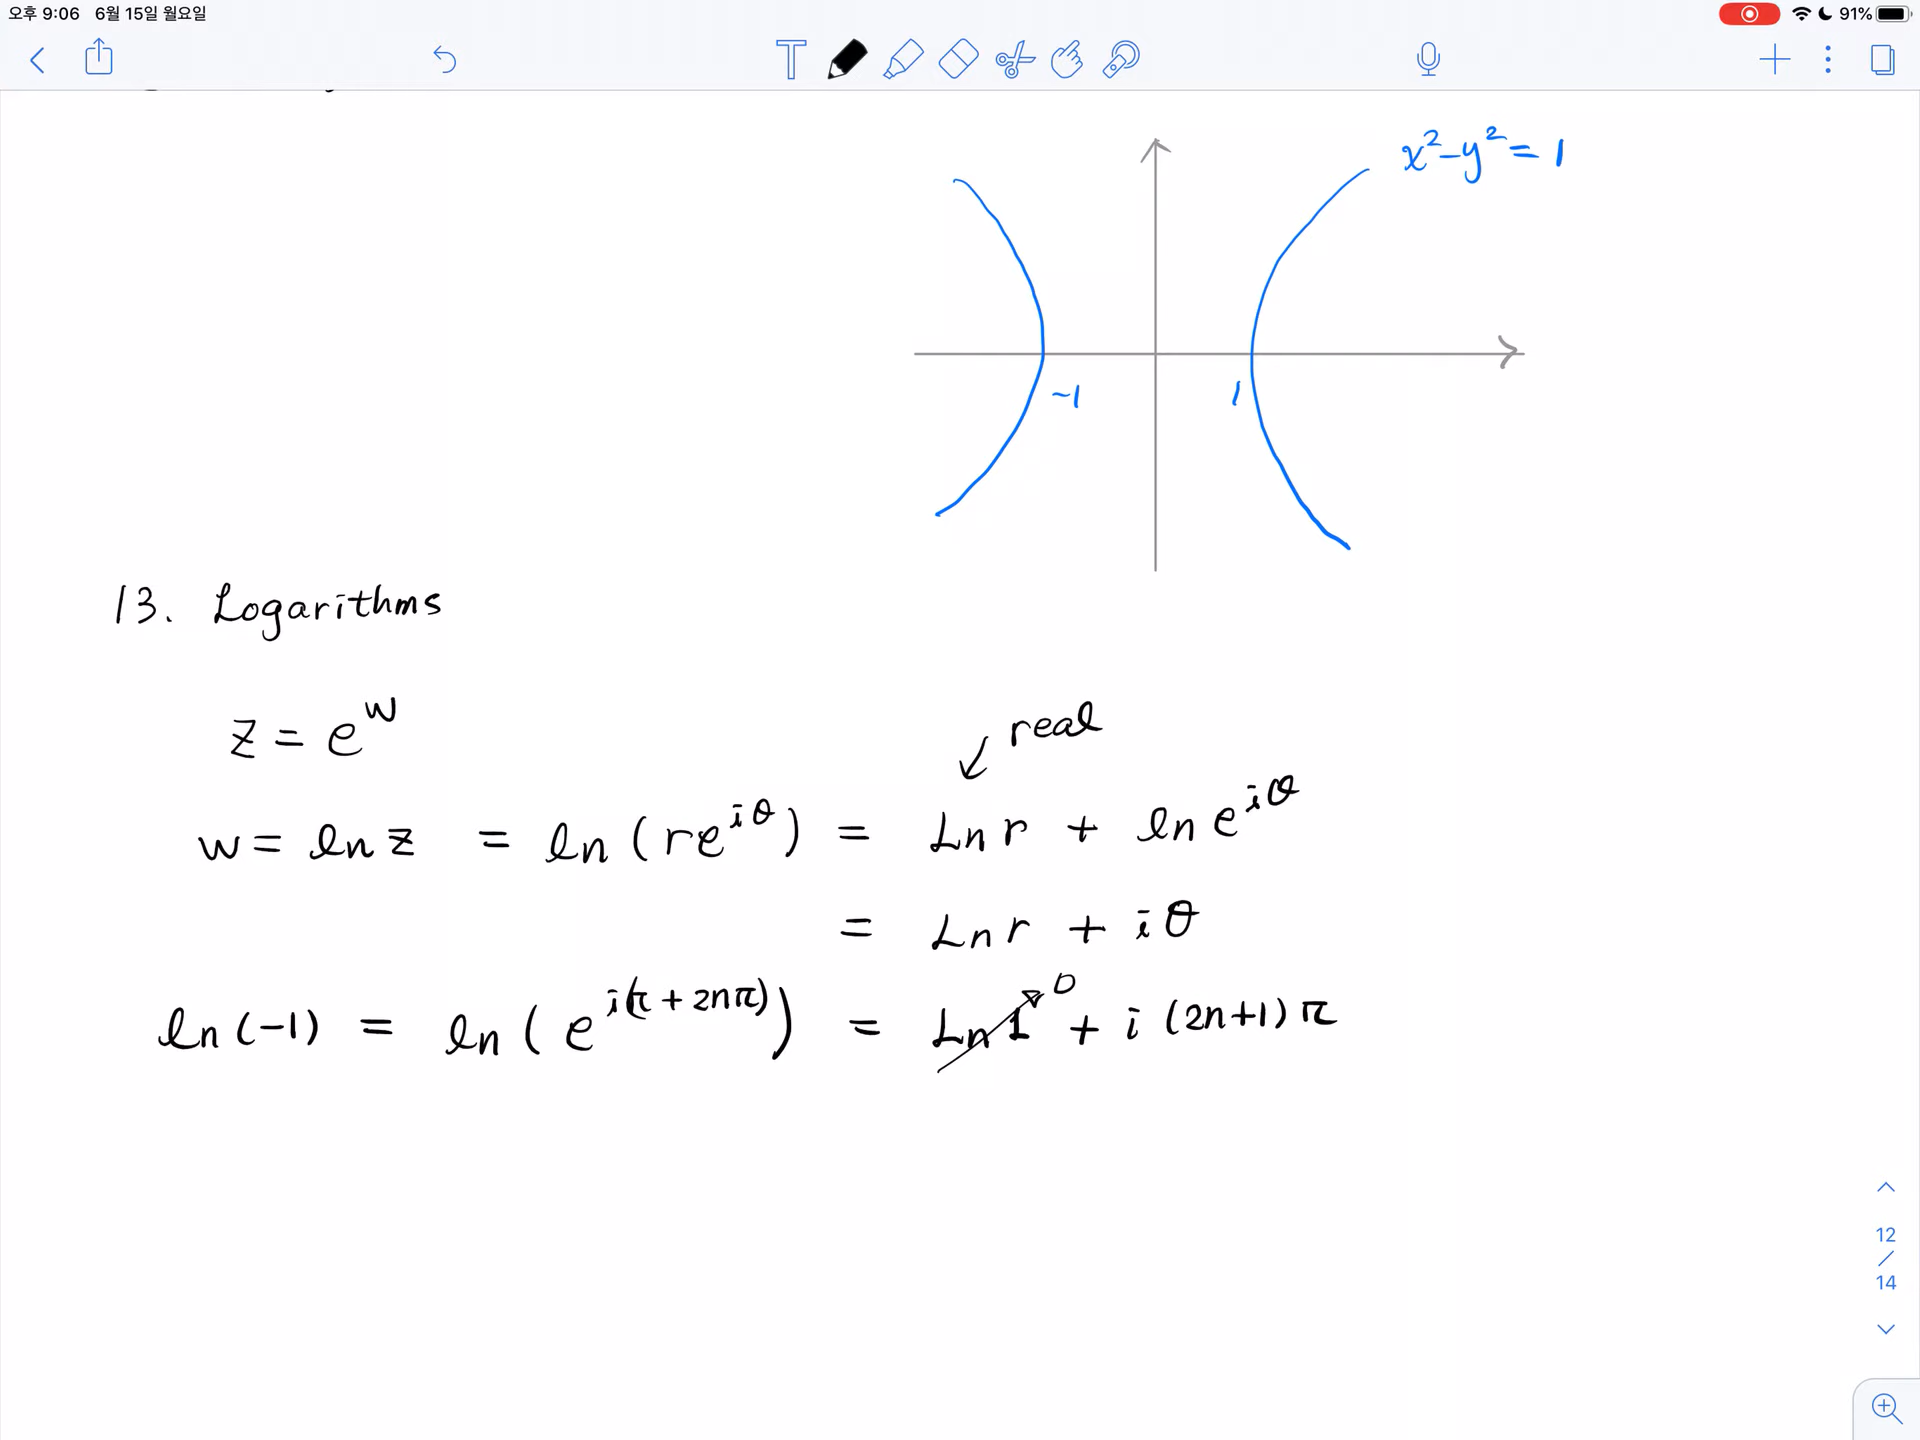 오후 9:06 6월 15일 월요일 91%
x² - y² = 1
-1 1
13. Logarithms
z = e^w
↙ real
w = ln z = ln(re^{iθ}) = Ln r + ln e^{iθ}
= Ln r + iθ
ln(-1) = ln(e^{i(π + 2nπ)}) = Ln 1 ↗ 0 + i(2n+1)π
12
/
14